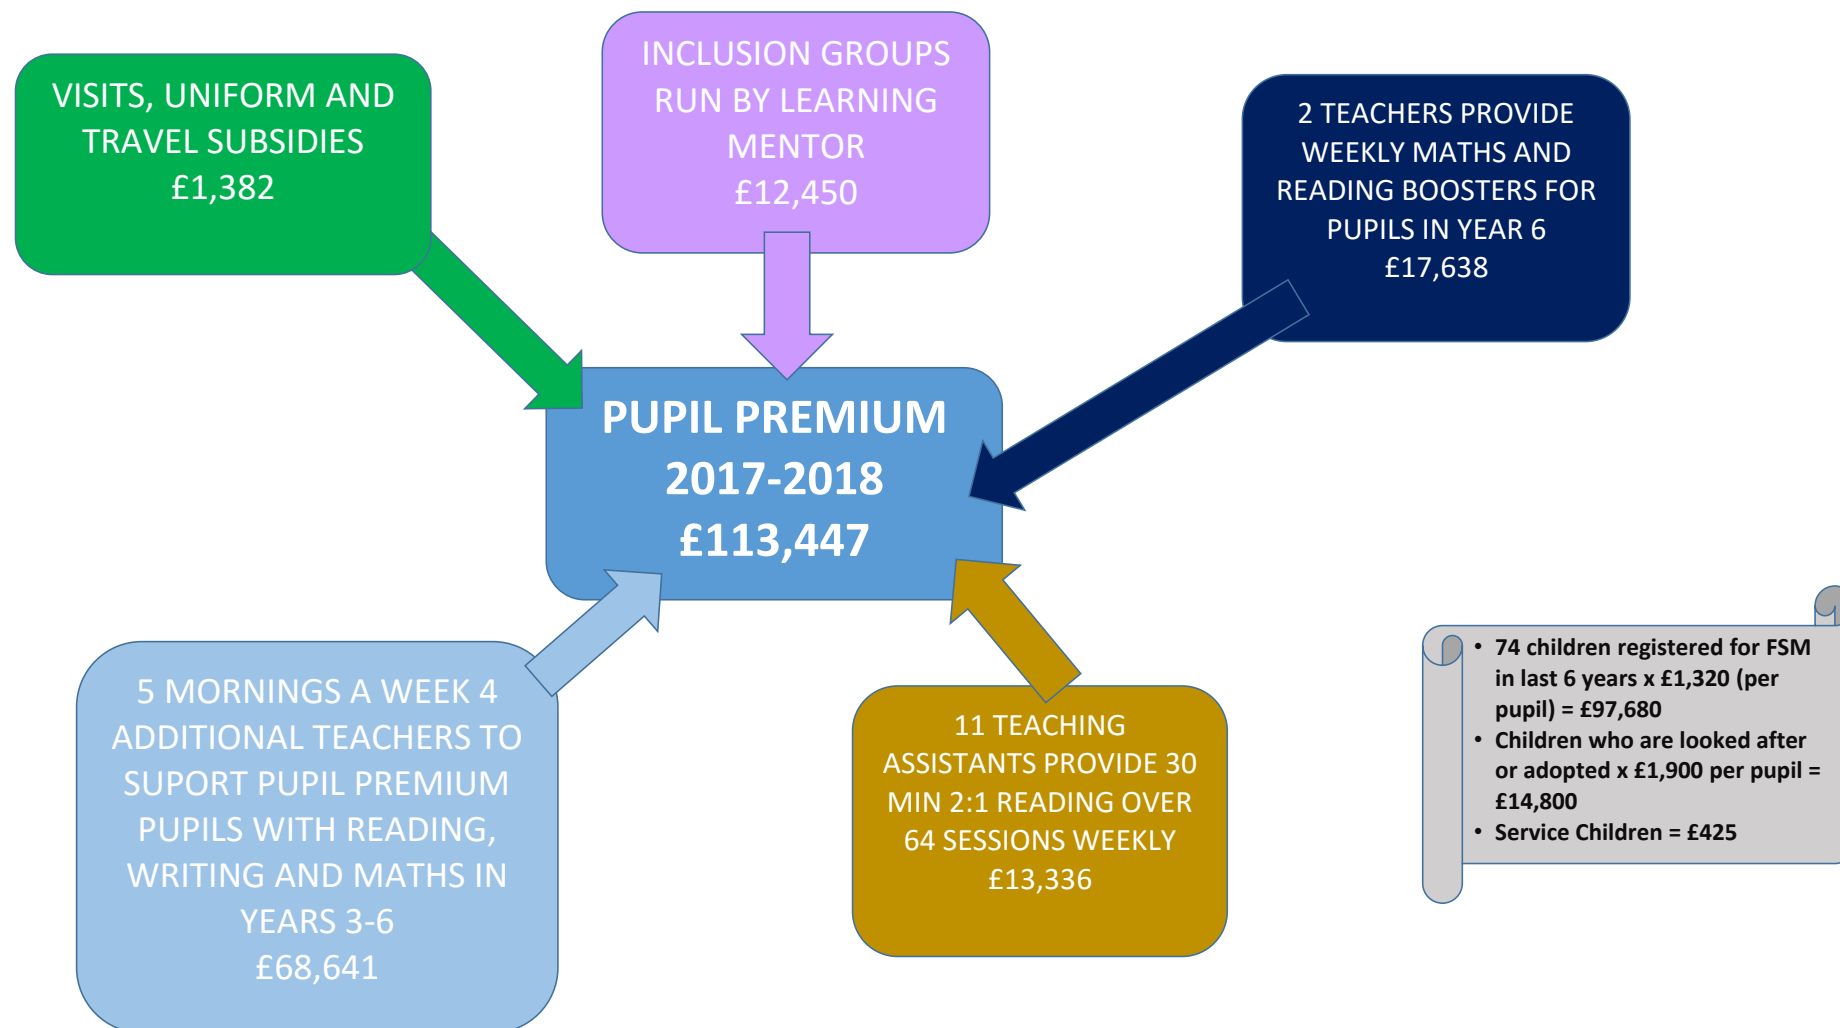 VISITS, UNIFORM AND
TRAVEL SUBSIDIES
£1,382
INCLUSION GROUPS
RUN BY LEARNING
MENTOR
£12,450
2 TEACHERS PROVIDE
WEEKLY MATHS AND
READING BOOSTERS FOR
PUPILS IN YEAR 6
£17,638
PUPIL PREMIUM
2017-2018
£113,447
5 MORNINGS A WEEK 4
ADDITIONAL TEACHERS TO
SUPORT PUPIL PREMIUM
PUPILS WITH READING,
WRITING AND MATHS IN
YEARS 3-6
£68,641
11 TEACHING
ASSISTANTS PROVIDE 30
MIN 2:1 READING OVER
64 SESSIONS WEEKLY
£13,336
• 74 children registered for FSM
in last 6 years x £1,320 (per
pupil) = £97,680
• Children who are looked after
or adopted x £1,900 per pupil =
£14,800
• Service Children = £425